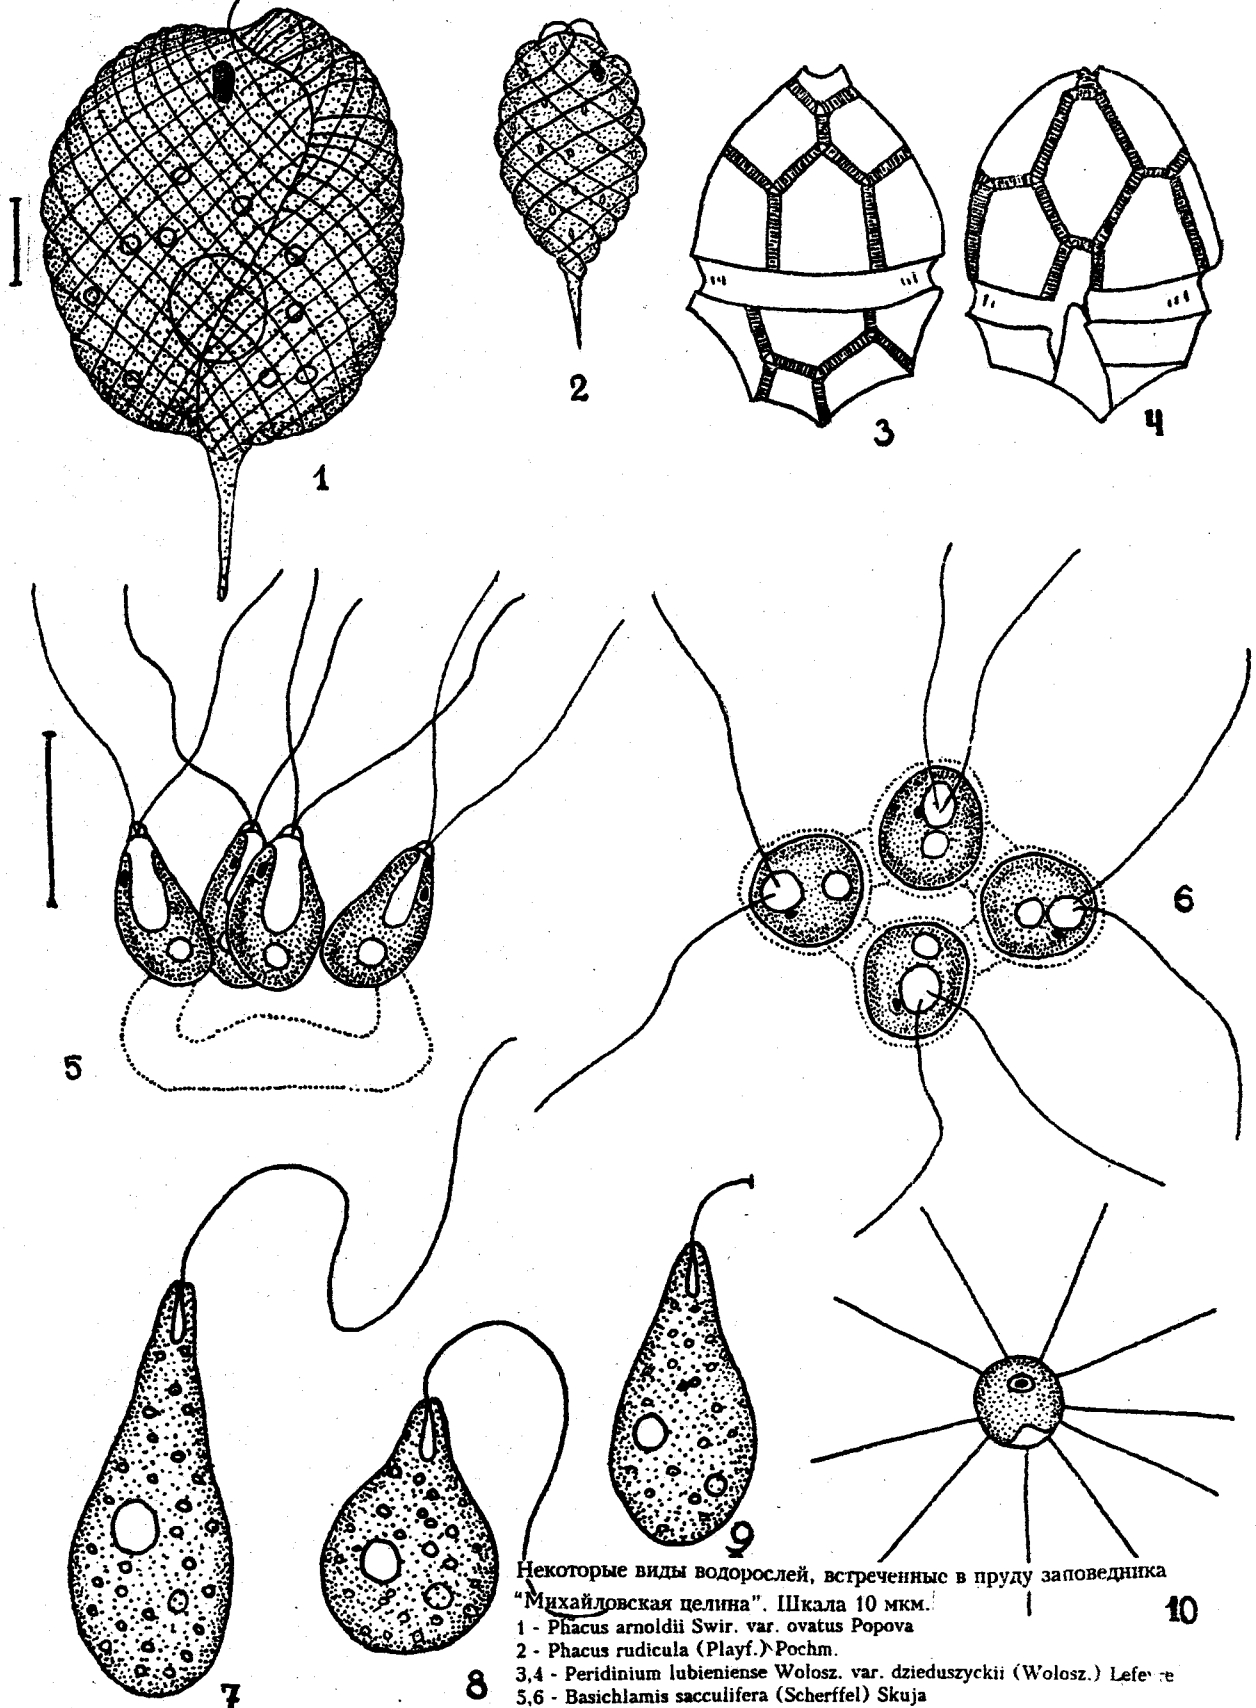 1
2
3
4
5
6
7
8
9
10
Некоторые виды водорослей, встреченные в пруду заповедника
"Михайловская целина". Шкала 10 мкм.
1 - Phacus arnoldii Swir. var. ovatus Popova
2 - Phacus rudicula (Playf.) Pochm.
3,4 - Peridinium lubieniense Wolosz. var. dzieduszyckii (Wolosz.)
5,6 - Basichlamis sacculifera (Scherffel) Skuja